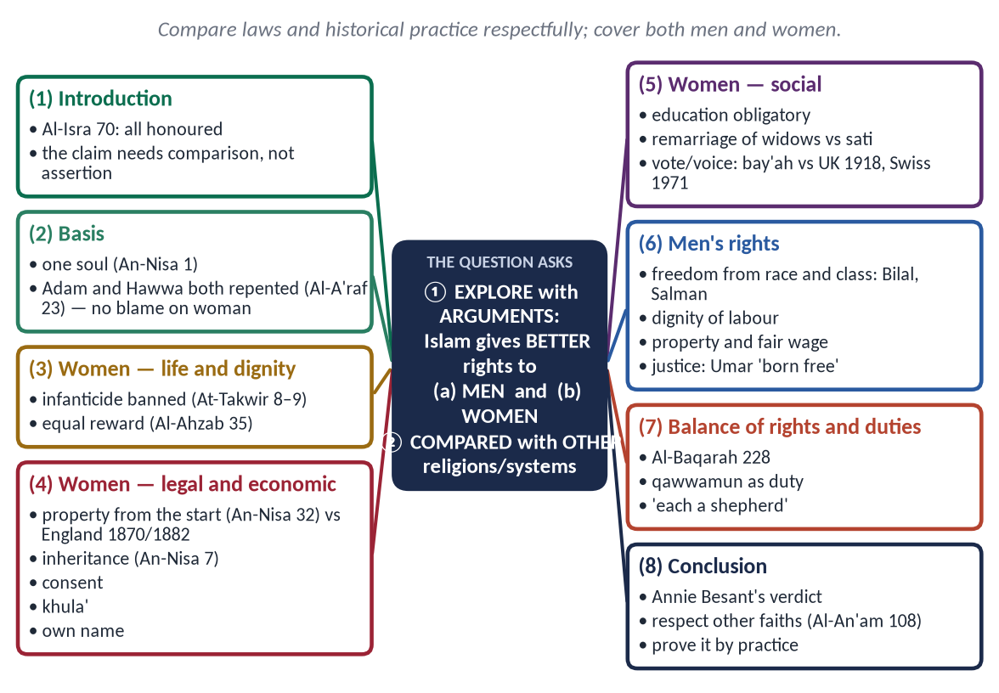 Compare laws and historical practice respectfully; cover both men and women.
(1) Introduction
• Al-Isra 70: all honoured
• the claim needs comparison, not
assertion
(2) Basis
• one soul (An-Nisa 1)
• Adam and Hawwa both repented (Al-A'raf
23) — no blame on woman
(3) Women — life and dignity
• infanticide banned (At-Takwir 8–9)
• equal reward (Al-Ahzab 35)
(4) Women — legal and economic
• property from the start (An-Nisa 32) vs
England 1870/1882
• inheritance (An-Nisa 7)
• consent
• khula'
• own name
THE QUESTION ASKS
① EXPLORE with
ARGUMENTS:
Islam gives BETTER
rights to
(a) MEN and (b)
WOMEN
② COMPARED with OTHER
religions/systems
(5) Women — social
• education obligatory
• remarriage of widows vs sati
• vote/voice: bay'ah vs UK 1918, Swiss
1971
(6) Men's rights
• freedom from race and class: Bilal,
Salman
• dignity of labour
• property and fair wage
• justice: Umar 'born free'
(7) Balance of rights and duties
• Al-Baqarah 228
• qawwamun as duty
• 'each a shepherd'
(8) Conclusion
• Annie Besant's verdict
• respect other faiths (Al-An'am 108)
• prove it by practice